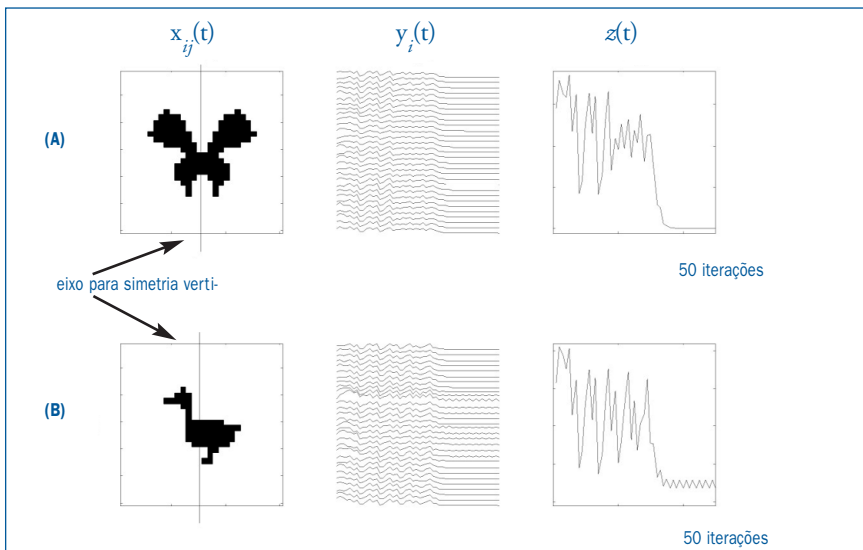 x_ij(t) y_i(t) z(t)
(A)
50 iterações
eixo para simetria verti-
(B)
50 iterações